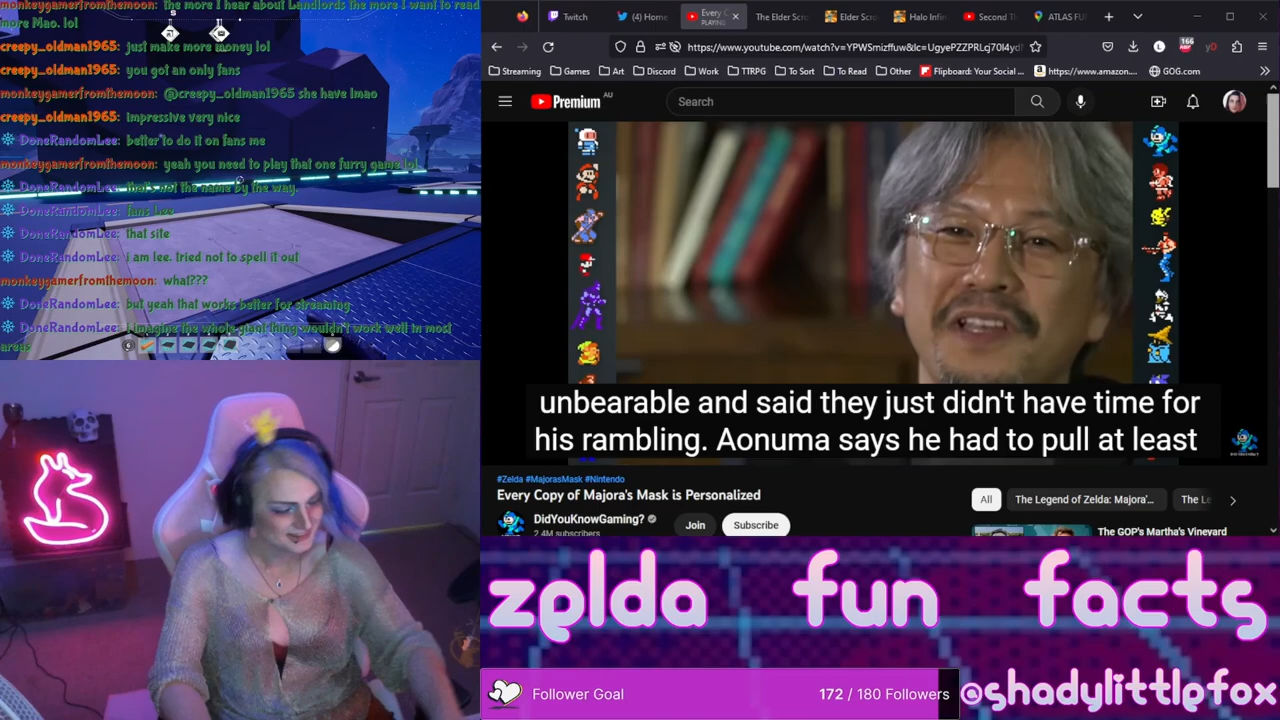 the more I hear about Landlords the more I want to read
more Mao. lol
creepy_oldman1965: just make more money lol
creepy_oldman1965: you got an only fans
monkeygamerfromthemoon: @creepy_oldman1965 she have lmao
creepy_oldman1965: impressive very nice
DoneRandomLee: better to do it on fans me
monkeygamerfromthemoon: yeah you need to play that one furry game lol
DoneRandomLee: that's not the name by the way.
DoneRandomLee: fans Lee
DoneRandomLee: that site
DoneRandomLee: i am lee. tried not to spell it out
monkeygamerfromthemoon: what???
DoneRandomLee: but yeah that works better for streaming
DoneRandomLee: i imagine the whole giant thing wouldn't work well in most
areas
S
Twitch
(4) Home
Every C
PLAYING
The Elder Scro
Elder Scrol
Halo Infin
Second Th
ATLAS FU
https://www.youtube.com/watch?v=YPWSmizffuw&lc=UgyePZZPRLq70l4yd
166
Streaming
Games
Art
Discord
Work
TTRPG
To Sort
To Read
Other
Flipboard: Your Social ...
https://www.amazon....
GOG.com
Premium AU
Search
unbearable and said they just didn't have time for
his rambling. Aonuma says he had to pull at least
#Zelda #MajorasMask #Nintendo
Every Copy of Majora's Mask is Personalized
DidYouKnowGaming?
2.4M subscribers
Join
Subscribe
All
The Legend of Zelda: Majora'...
The Le
The GOP's Martha's Vineyard
zelda fun facts
Follower Goal
172 / 180 Followers
@shadylittlefox